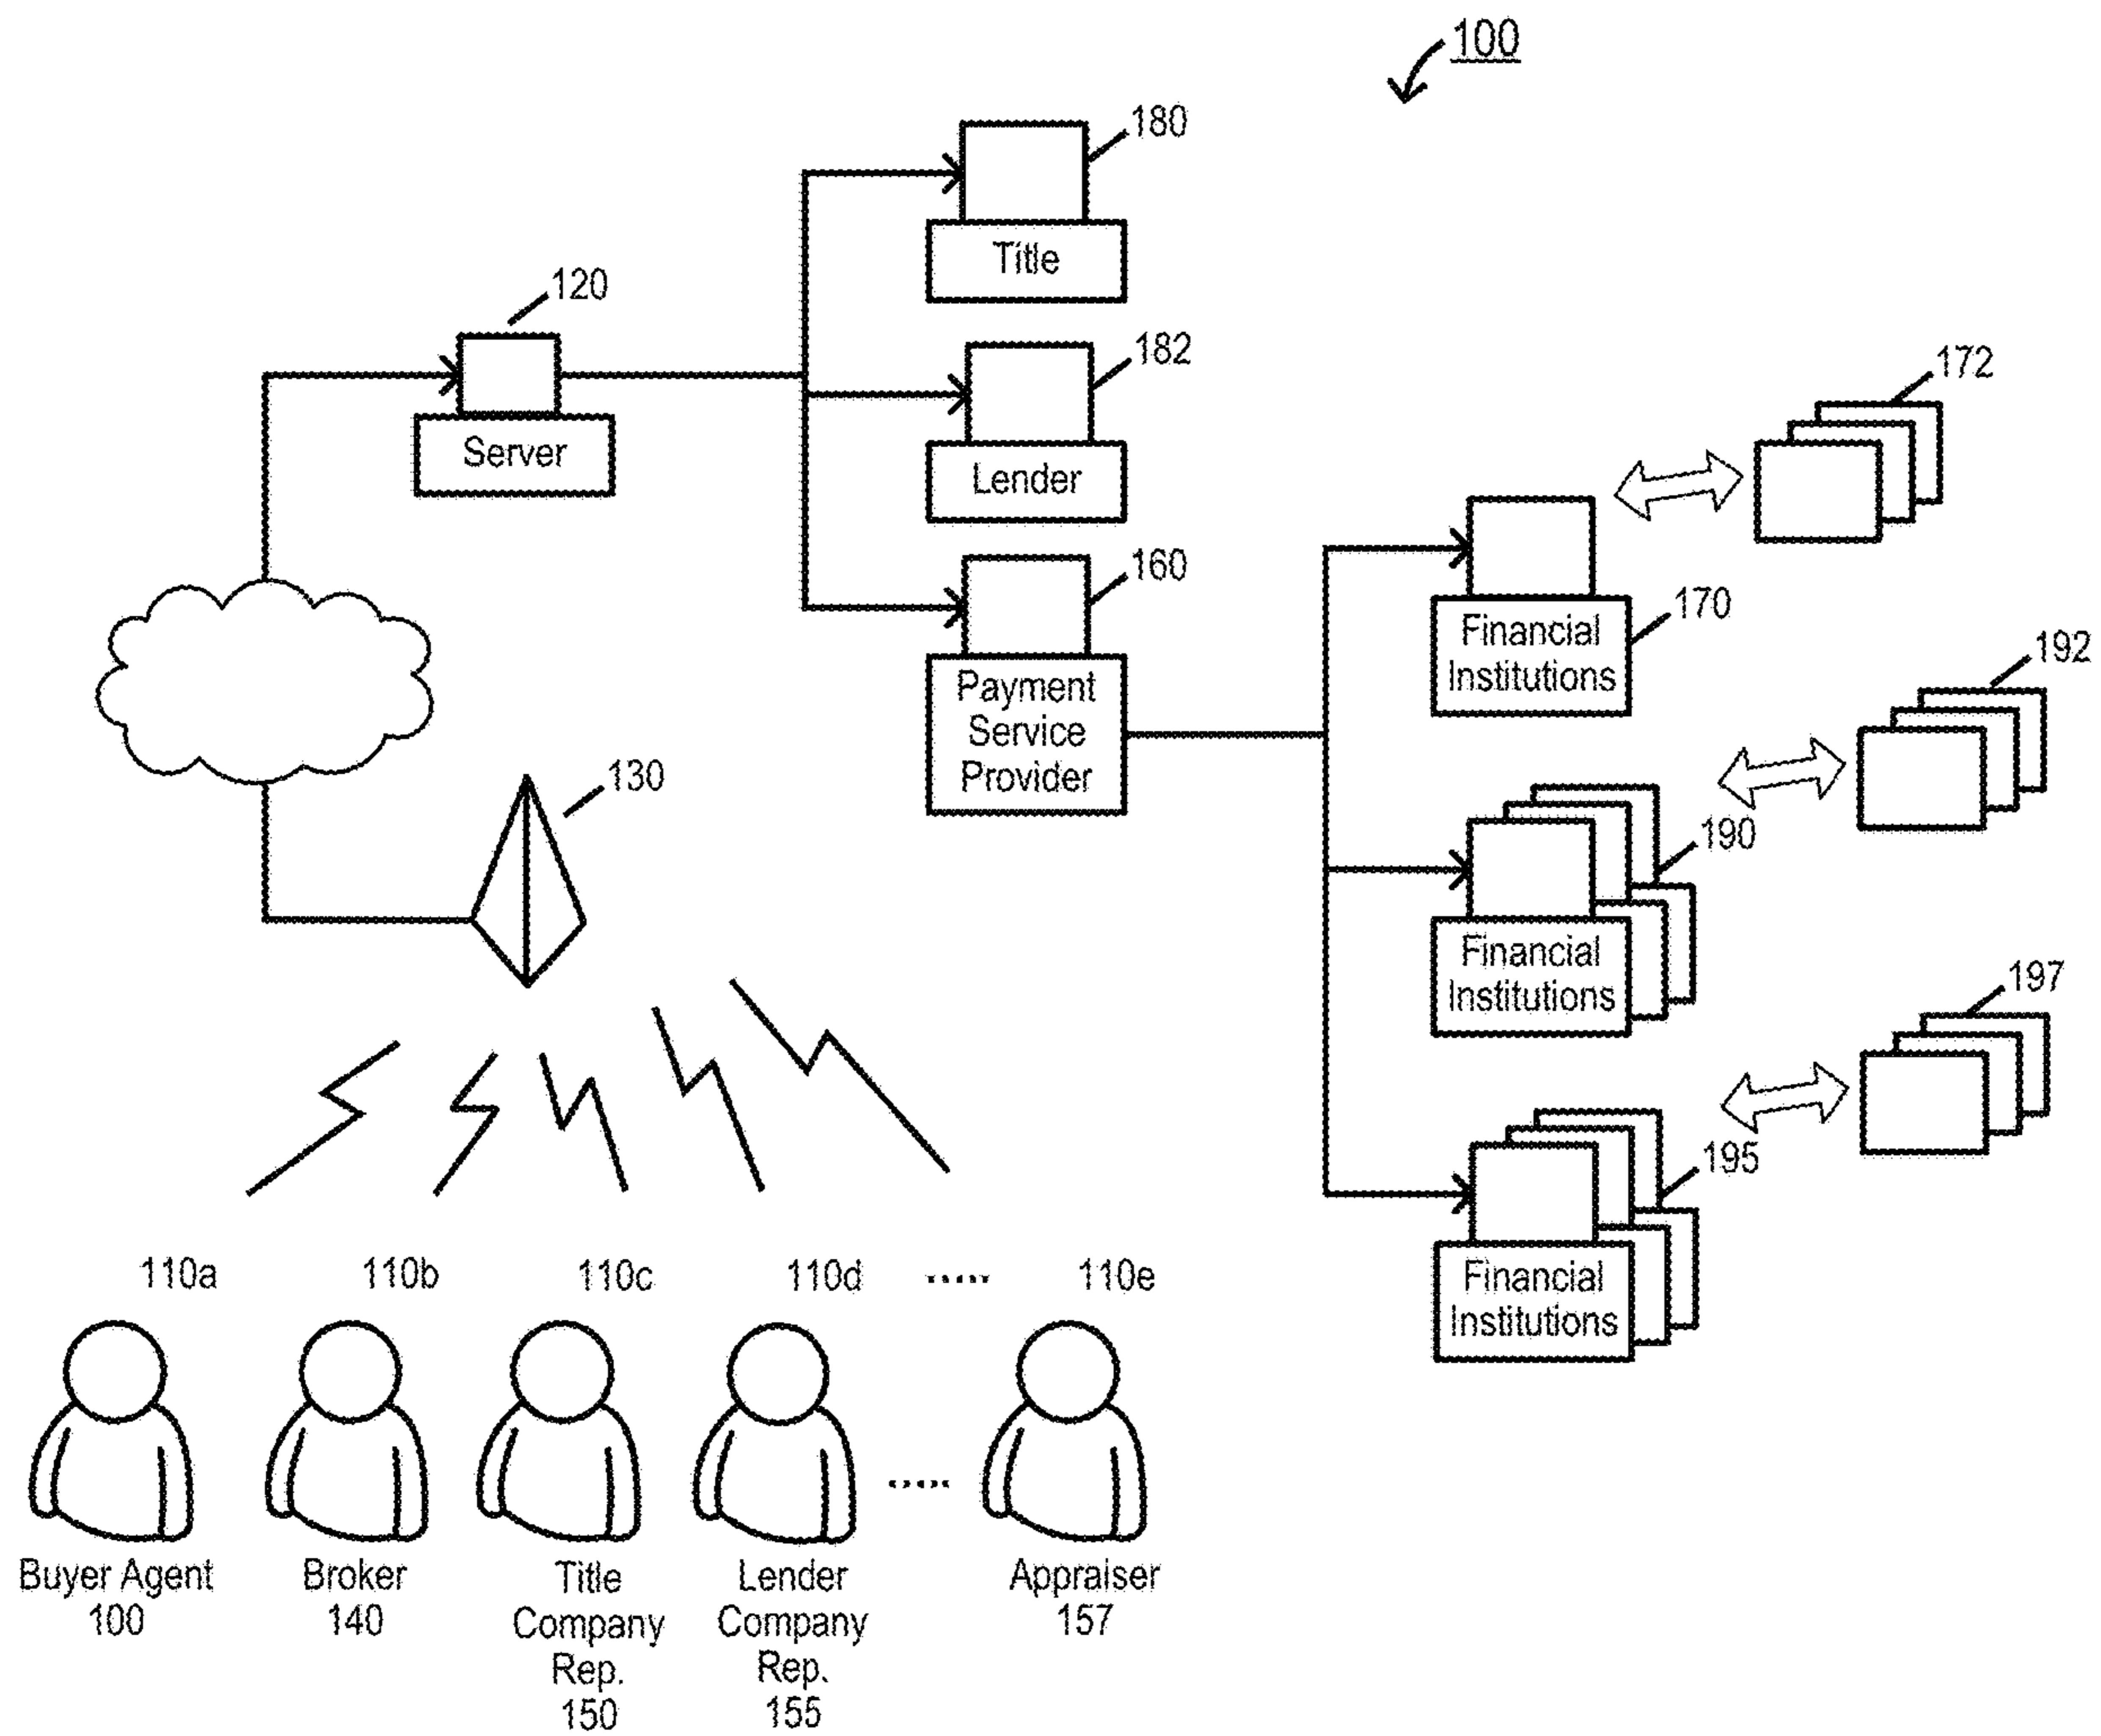 100
180
Title
120
Server
182
Lender
172
160
Payment
Service
Provider
Financial
Institutions
170
192
130
190
Financial
Institutions
197
195
Financial
Institutions
110a
110b
110c
110d
.....
110e
.....
Buyer Agent
100
Broker
140
Title
Company
Rep.
150
Lender
Company
Rep.
155
Appraiser
157